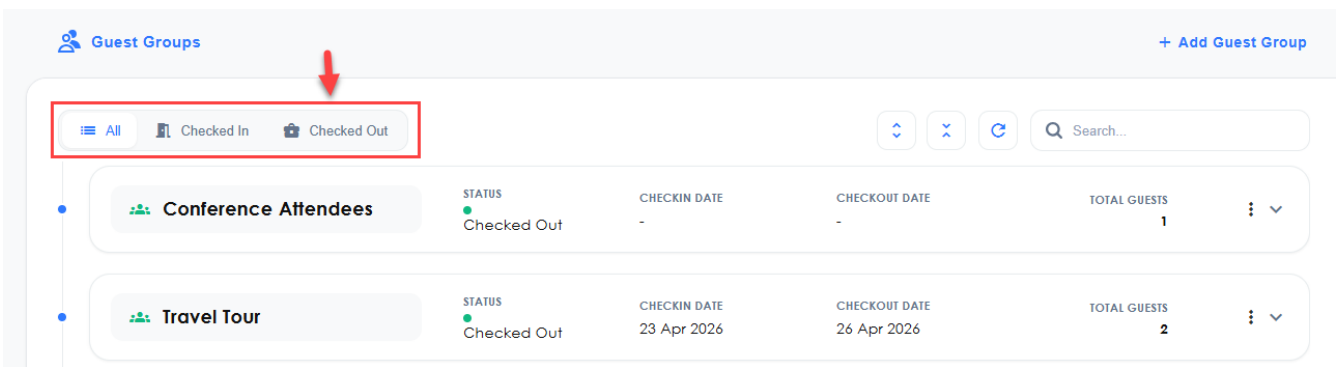 Guest Groups
+ Add Guest Group
All Checked In Checked Out Search...
Conference Attendees
STATUS
Checked Out
CHECKIN DATE
-
CHECKOUT DATE
-
TOTAL GUESTS
1
Travel Tour
STATUS
Checked Out
CHECKIN DATE
23 Apr 2026
CHECKOUT DATE
26 Apr 2026
TOTAL GUESTS
2